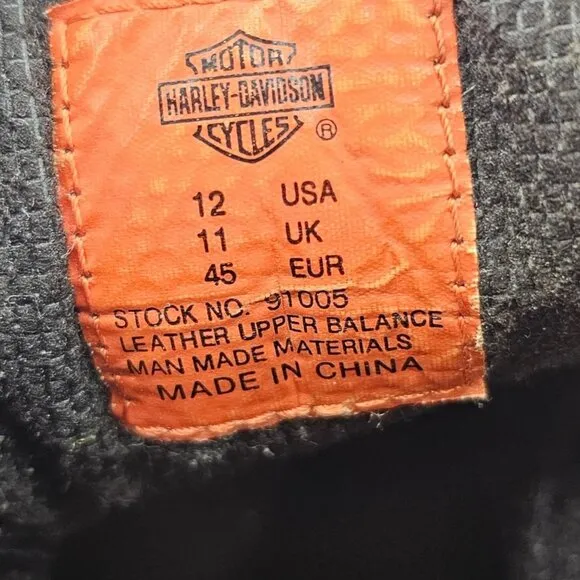 MOTOR
HARLEY-DAVIDSON
CYCLES ®
12 USA
11 UK
45 EUR
STOCK NO. 91005
LEATHER UPPER BALANCE
MAN MADE MATERIALS
MADE IN CHINA